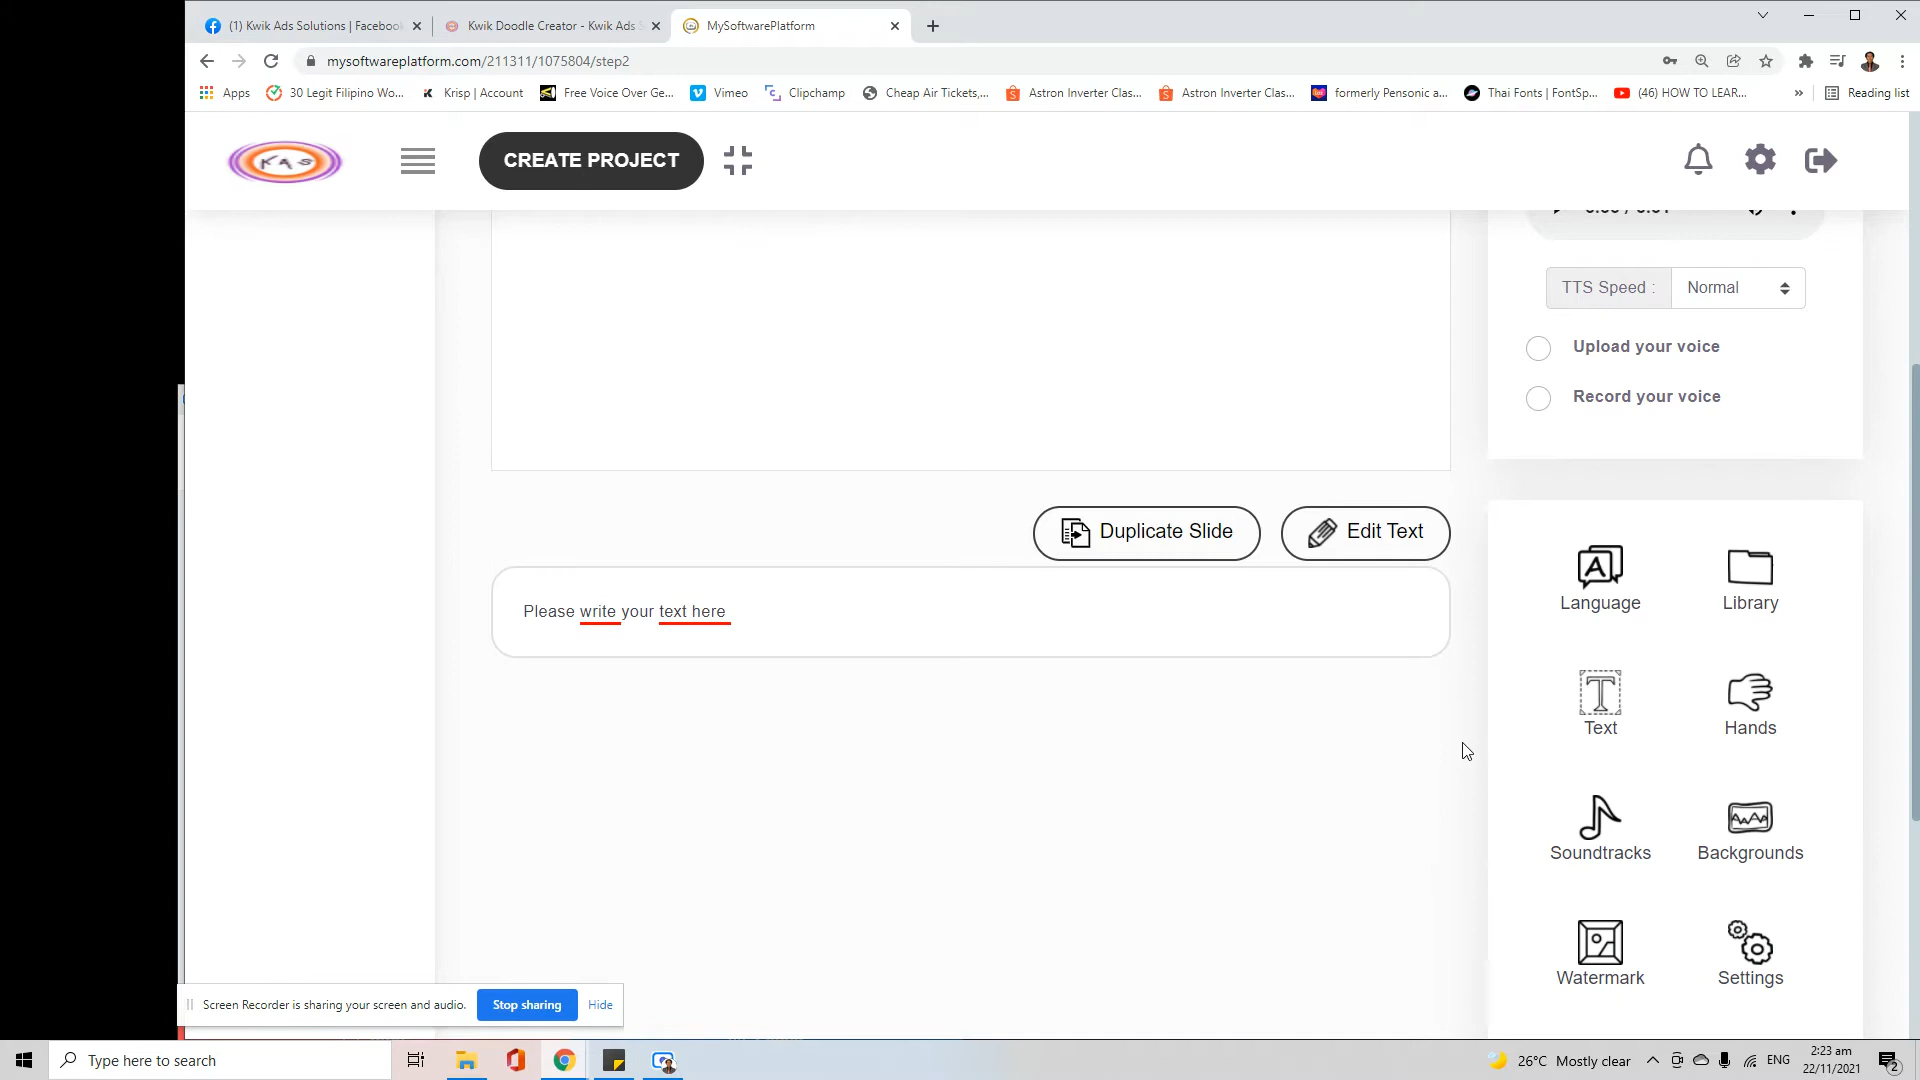 (1) Kwik Ads Solutions | Facebook
Kwik Doodle Creator - Kwik Ads S
MySoftwarePlatform
mysoftwareplatform.com/211311/1075804/step2
Apps
30 Legit Filipino Wo...
Krisp | Account
Free Voice Over Ge...
Vimeo
Clipchamp
Cheap Air Tickets,...
Astron Inverter Clas...
Astron Inverter Clas...
formerly Pensonic a...
Thai Fonts | FontSp...
(46) HOW TO LEAR...
»
Reading list
KAS
CREATE PROJECT
TTS Speed :
Normal
Upload your voice
Record your voice
Duplicate Slide
Edit Text
Please write your text here
Language
Library
Text
Hands
Soundtracks
Backgrounds
Watermark
Settings
Screen Recorder is sharing your screen and audio.
Stop sharing
Hide
Type here to search
26°C Mostly clear
ENG
2:23 am
22/11/2021
2